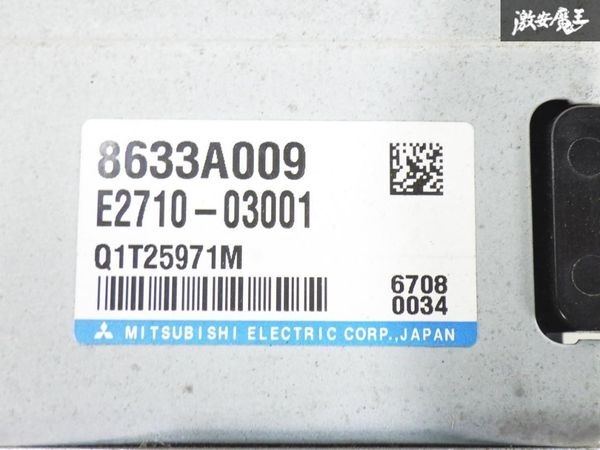 激安魔王
8633A009
E2710-03001
Q1T25971M
6708
0034
MITSUBISHI ELECTRIC CORP.,JAPAN